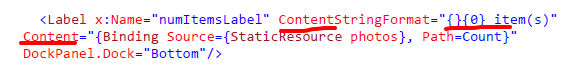 <Label x:Name="numItemsLabel" ContentStringFormat="{}{0} item(s)"
Content="{Binding Source={StaticResource photos}, Path=Count}"
DockPanel.Dock="Bottom"/>